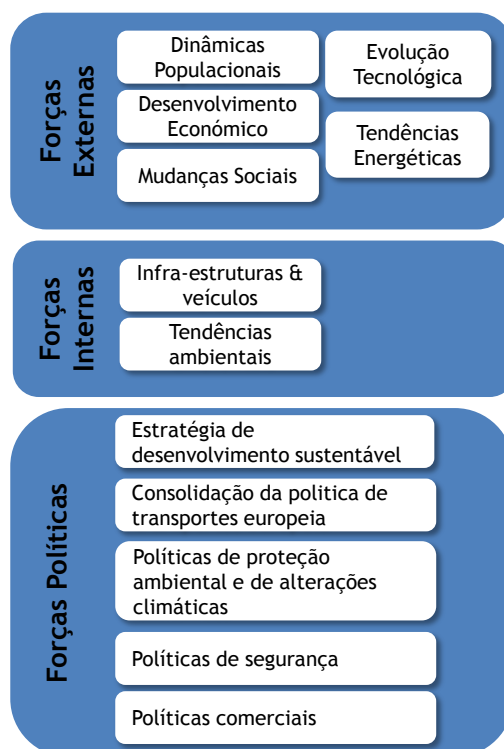 Forças
Externas
Dinâmicas
Populacionais
Desenvolvimento
Económico
Mudanças Sociais
Evolução
Tecnológica
Tendências
Energéticas
Forças
Internas
Infra-estruturas &
veículos
Tendências
ambientais
Forças Políticas
Estratégia de
desenvolvimento sustentável
Consolidação da politica de
transportes europeia
Políticas de proteção
ambiental e de alterações
climáticas
Políticas de segurança
Políticas comerciais